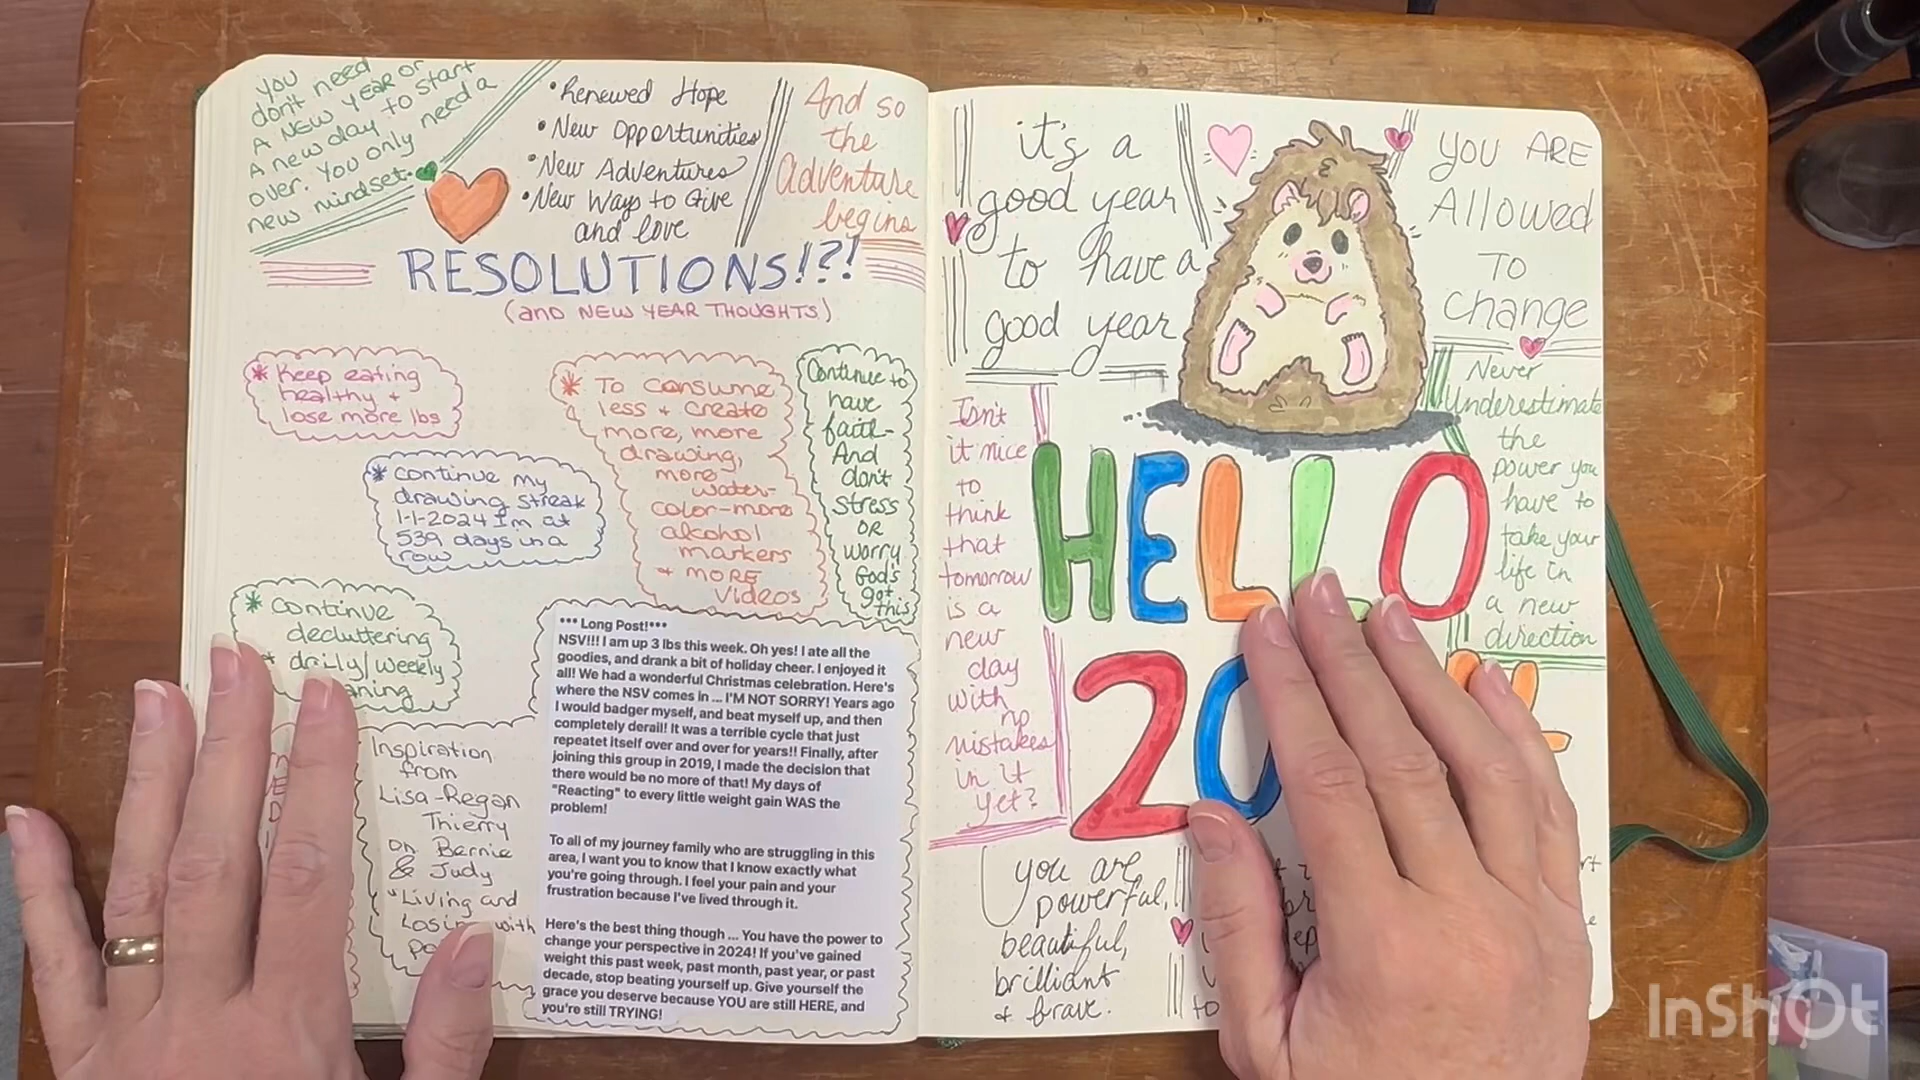 you
don't need
A New Year or
A new day to start
over. You only need a
new mindset.
• Renewed Hope
• New Opportunities
• New Adventures
• New Ways to Give
and love
And so
the
Adventure
begins
RESOLUTIONS!?!
(and NEW YEAR THOUGHTS)
* Keep eating
healthy +
lose more lbs
* continue my
drawing streak
1-1-2024 Im at
539 days in a
row
* To consume
less + create
more, more
drawing,
more
water-
color-more
alcohol
markers
+ MORE
Videos
Continue to
have
faith-
And
don't
stress
OR
worry
God's
got
this
* Continue
decluttering
+ daily/weekly
*** Long Post!***
NSV!!! I am up 3 lbs this week. Oh yes! I ate all the
goodies, and drank a bit of holiday cheer. I enjoyed it
all! We had a wonderful Christmas celebration. Here's
where the NSV comes in ... I'M NOT SORRY! Years ago
I would badger myself, and beat myself up, and then
completely derail! It was a terrible cycle that just
repeatet itself over and over for years!! Finally, after
joining this group in 2019, I made the decision that
there would be no more of that! My days of
"Reacting" to every little weight gain WAS the
problem!
To all of my journey family who are struggling in this
area, I want you to know that I know exactly what
you're going through. I feel your pain and your
frustration because I've lived through it.
Here's the best thing though ... You have the power to
change your perspective in 2024! If you've gained
weight this past week, past month, past year, or past
decade, stop beating yourself up. Give yourself the
grace you deserve because YOU are still HERE, and
you're still TRYING!
Inspiration
from
Lisa-Regan
Thierry
on Bernie
& Judy
"Living and
Losing with
it's a
good year
to have a
good year
YOU ARE
Allowed
TO
Change
Isn't
it nice
to
think
that
tomorrow
is a
new
day
with
no
mistakes
in it
yet?
Never
Underestimate
the
power you
have to
take your
life in
a new
direction
HELLO
20
you are
powerful,
beautiful,
brilliant
& brave.
to
InShOt